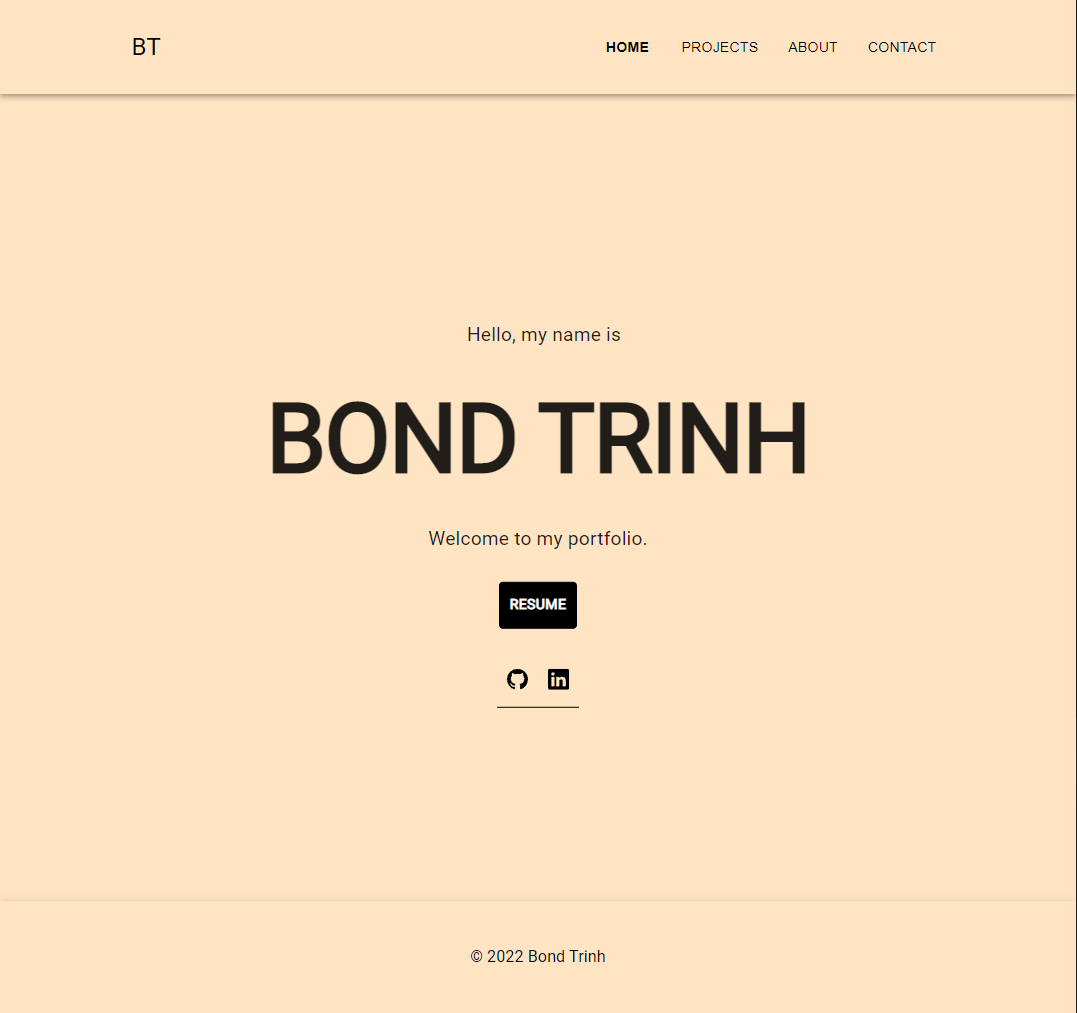 BT
HOME PROJECTS ABOUT CONTACT
Hello, my name is
BOND TRINH
Welcome to my portfolio.
RESUME
in
© 2022 Bond Trinh